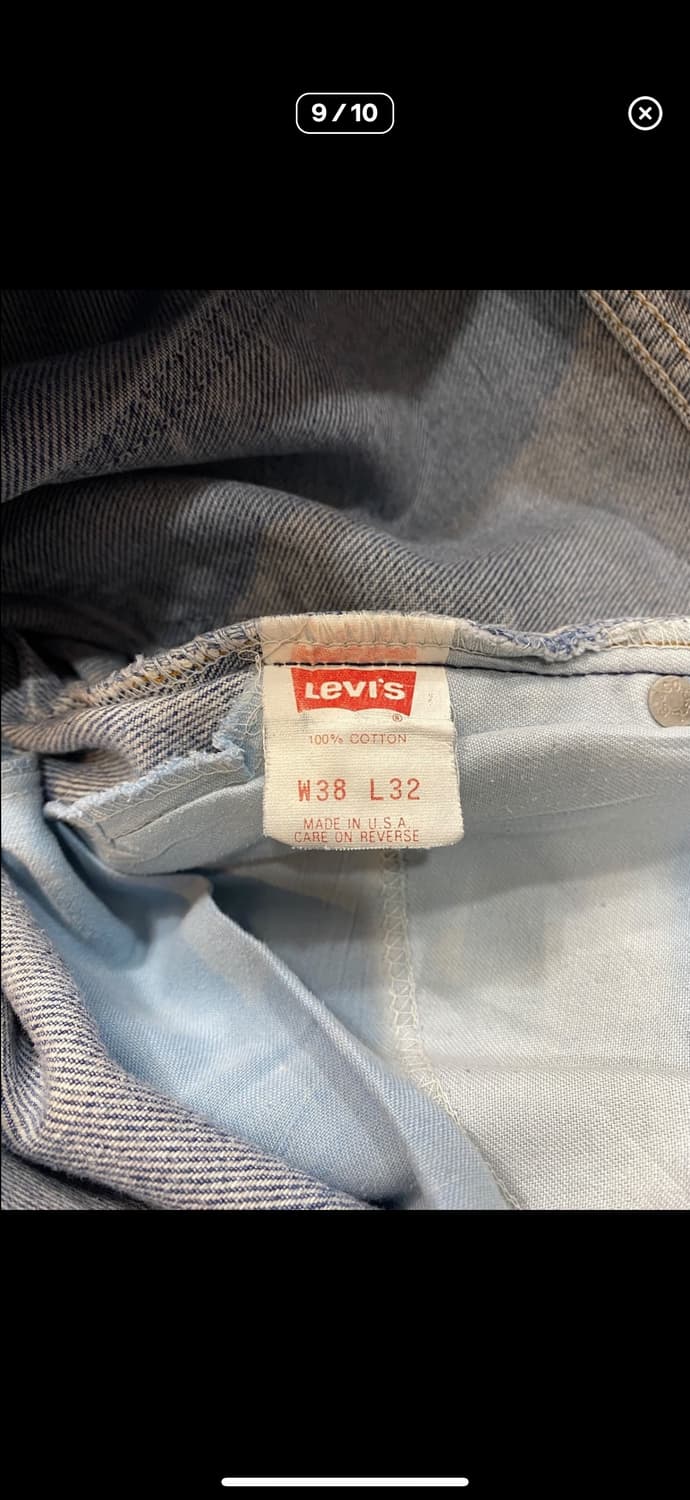 9/10
LEVI'S
®
100% COTTON
W38 L32
MADE IN U.S.A.
CARE ON REVERSE